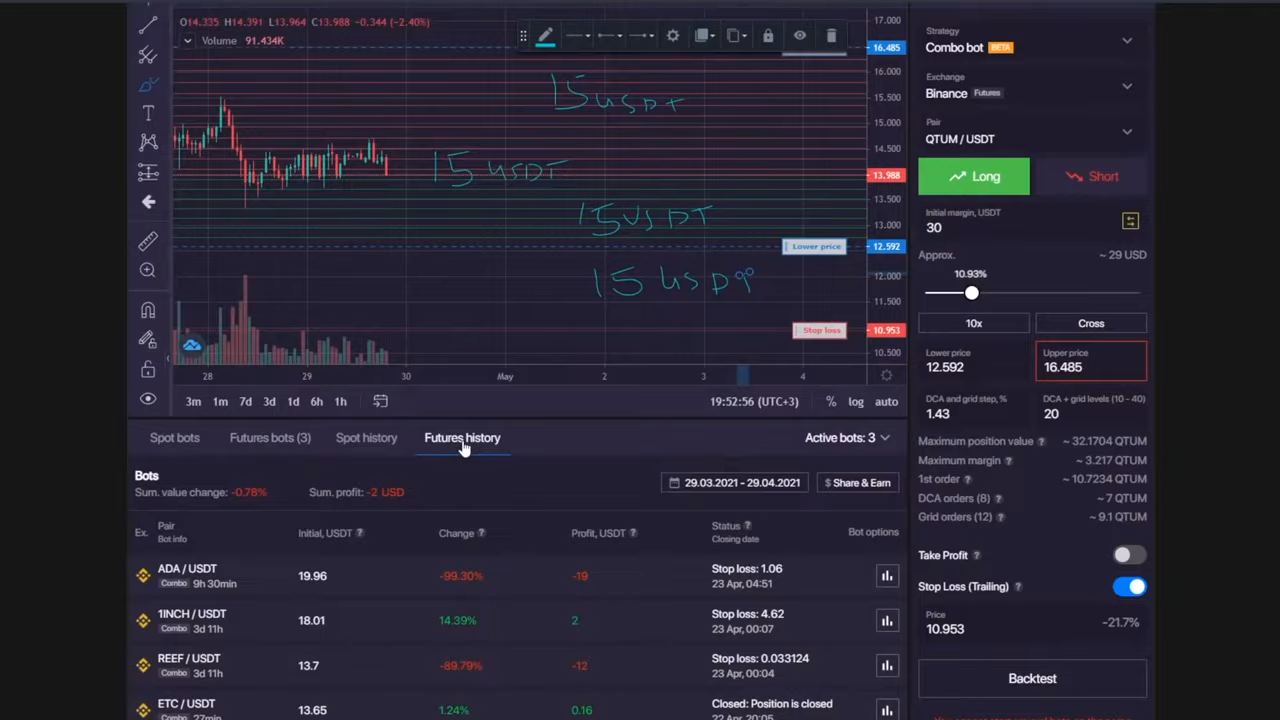 O14.335 H14.391 L13.964 C13.988 -0.344 (-2.40%)
Volume 91.434K
17.000
16.485
16.000
15.500
15.000
14.500
13.988
13.500
13.000
12.592
12.000
11.500
10.953
10.500
15 USDT
15 USDT
15 USDT
15 USD
Lower price
Stop loss
28 29 30 May 2 3 4
3m 1m 7d 3d 1d 6h 1h
19:52:56 (UTC+3) % log auto
Spot bots Futures bots (3) Spot history Futures history Active bots: 3
Bots
Sum. value change: -0.78% Sum. profit: -2 USD
29.03.2021 - 29.04.2021 $ Share & Earn
Ex. Pair Bot info Initial, USDT ? Change ? Profit, USDT ? Status ? Closing date Bot options
ADA / USDT 19.96 -99.30% -19 Stop loss: 1.06
Combo 9h 30min 23 Apr, 04:51
1INCH / USDT 18.01 14.39% 2 Stop loss: 4.62
Combo 3d 11h 23 Apr, 00:07
REEF / USDT 13.7 -89.79% -12 Stop loss: 0.033124
Combo 3d 11h 23 Apr, 00:04
ETC / USDT 13.65 1.24% 0.16 Closed: Position is closed
Combo 27min 22 Apr, 20:05
Strategy
Combo bot BETA
Exchange
Binance Futures
Pair
QTUM / USDT
Long Short
Initial margin, USDT
30
Approx. ~ 29 USD
10.93%
10x Cross
Lower price Upper price
12.592 16.485
DCA and grid step, % DCA + grid levels (10 - 40)
1.43 20
Maximum position value ? ~ 32.1704 QTUM
Maximum margin ? ~ 3.217 QTUM
1st order ? ~ 10.7234 QTUM
DCA orders (8) ? ~ 7 QTUM
Grid orders (12) ? ~ 9.1 QTUM
Take Profit ?
Stop Loss (Trailing) ?
Price
10.953 -21.7%
Backtest